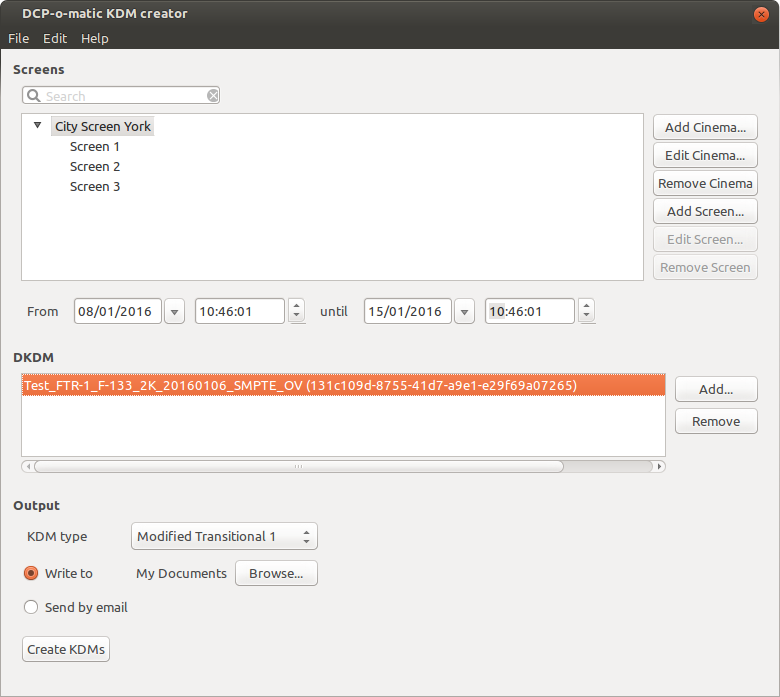 DCP-o-matic KDM creator
File Edit Help
Screens
Search
City Screen York
Screen 1
Screen 2
Screen 3
Add Cinema...
Edit Cinema...
Remove Cinema
Add Screen...
Edit Screen...
Remove Screen
From 08/01/2016 10:46:01 until 15/01/2016 10:46:01
DKDM
Test_FTR-1_F-133_2K_20160106_SMPTE_OV (131c109d-8755-41d7-a9e1-e29f69a07265)
Add...
Remove
Output
KDM type Modified Transitional 1
Write to My Documents Browse...
Send by email
Create KDMs